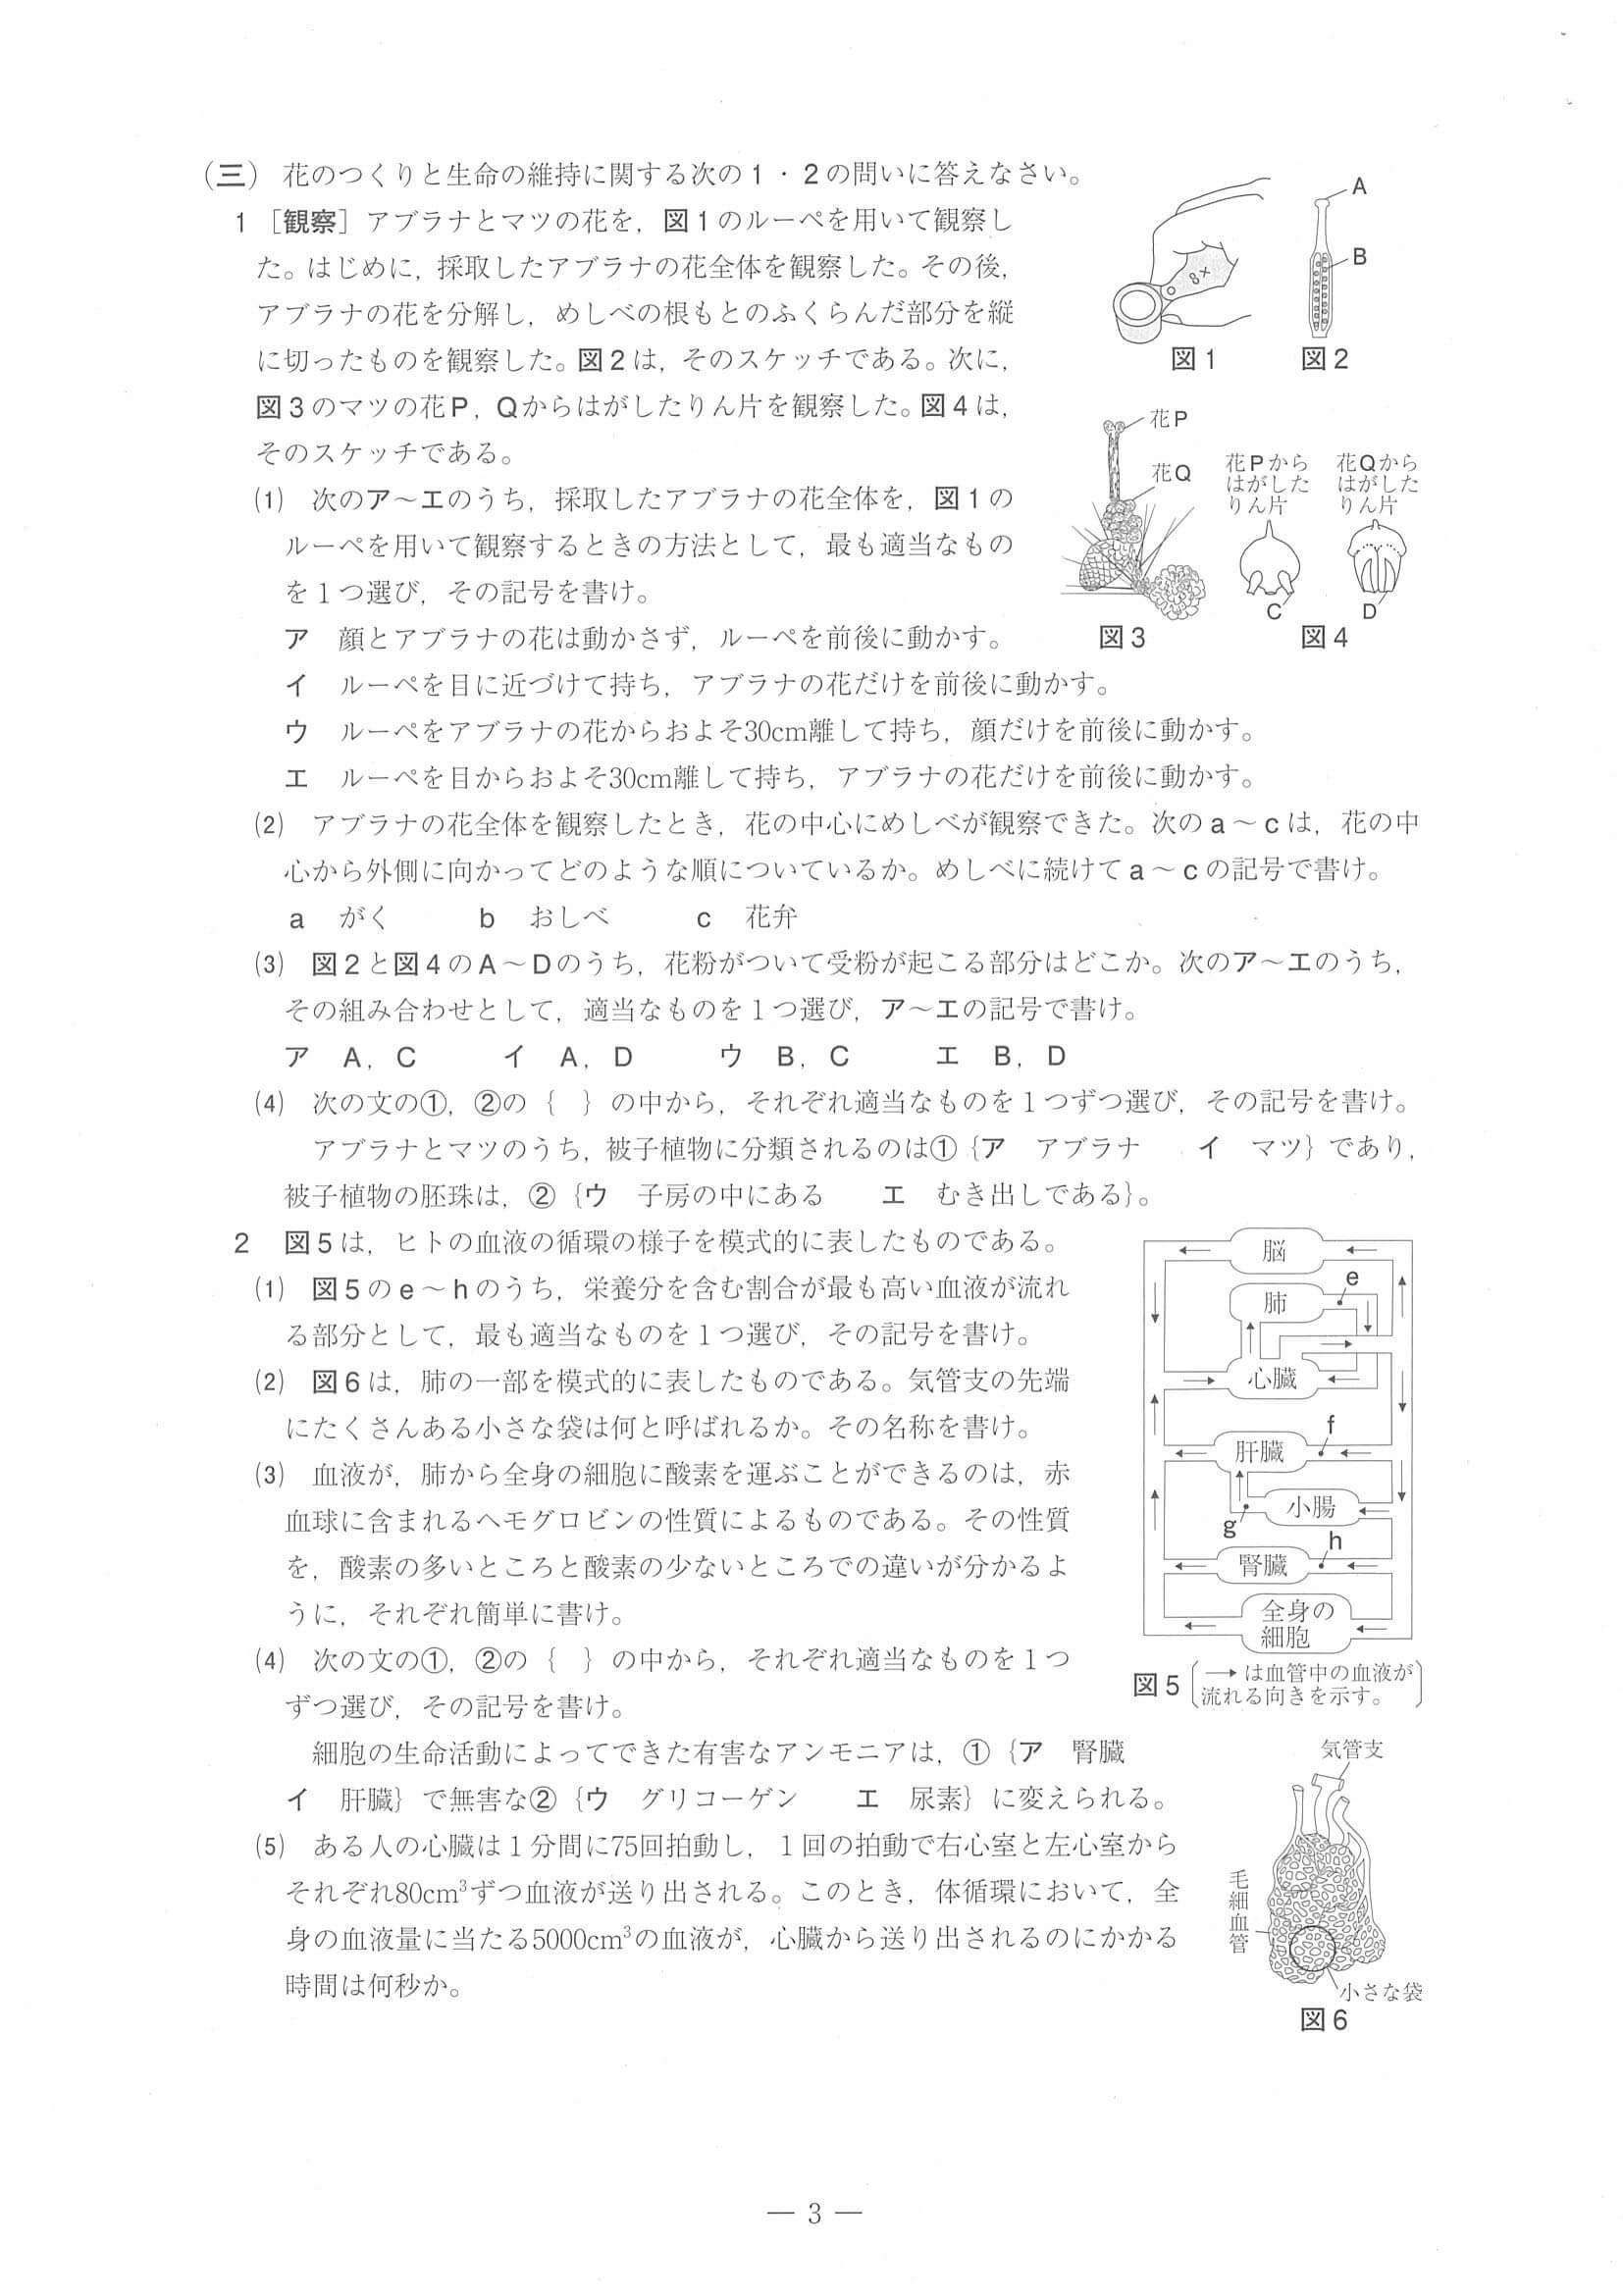 (三) 花のつくりと生命の維持に関する次の1・2の問いに答えなさい。
1 [観察] アブラナとマツの花を，図1のルーペを用いて観察し
た。はじめに，採取したアブラナの花全体を観察した。その後，
アブラナの花を分解し，めしべの根もとのふくらんだ部分を縦
に切ったものを観察した。図2は，そのスケッチである。次に，
図3のマツの花P，Qからはがしたりん片を観察した。図4は，
そのスケッチである。
8×
図1
A
B
図2
花P
花Q
図3
花Pから
はがした
りん片
C
花Qから
はがした
りん片
D
図4
(1) 次のア～エのうち，採取したアブラナの花全体を，図1の
ルーペを用いて観察するときの方法として，最も適当なもの
を1つ選び，その記号を書け。
ア 顔とアブラナの花は動かさず，ルーペを前後に動かす。
イ ルーペを目に近づけて持ち，アブラナの花だけを前後に動かす。
ウ ルーペをアブラナの花からおよそ30cm離して持ち，顔だけを前後に動かす。
エ ルーペを目からおよそ30cm離して持ち，アブラナの花だけを前後に動かす。
(2) アブラナの花全体を観察したとき，花の中心にめしべが観察できた。次のa～cは，花の中
心から外側に向かってどのような順についているか。めしべに続けてa～cの記号で書け。
a がく b おしべ c 花弁
(3) 図2と図4のA～Dのうち，花粉がついて受粉が起こる部分はどこか。次のア～エのうち，
その組み合わせとして，適当なものを1つ選び，ア～エの記号で書け。
ア A，C イ A，D ウ B，C エ B，D
(4) 次の文の①，②の｛ ｝の中から，それぞれ適当なものを1つずつ選び，その記号を書け。
アブラナとマツのうち，被子植物に分類されるのは①｛ア アブラナ イ マツ｝であり，
被子植物の胚珠は，②｛ウ 子房の中にある エ むき出しである｝。
2 図5は，ヒトの血液の循環の様子を模式的に表したものである。
(1) 図5のe～hのうち，栄養分を含む割合が最も高い血液が流れ
る部分として，最も適当なものを1つ選び，その記号を書け。
(2) 図6は，肺の一部を模式的に表したものである。気管支の先端
にたくさんある小さな袋は何と呼ばれるか。その名称を書け。
(3) 血液が，肺から全身の細胞に酸素を運ぶことができるのは，赤
血球に含まれるヘモグロビンの性質によるものである。その性質
を，酸素の多いところと酸素の少ないところでの違いが分かるよ
うに，それぞれ簡単に書け。
(4) 次の文の①，②の｛ ｝の中から，それぞれ適当なものを1つ
ずつ選び，その記号を書け。
細胞の生命活動によってできた有害なアンモニアは，①｛ア 腎臓
イ 肝臓｝で無害な②｛ウ グリコーゲン エ 尿素｝に変えられる。
(5) ある人の心臓は1分間に75回拍動し，1回の拍動で右心室と左心室から
それぞれ80cm³ずつ血液が送り出される。このとき，体循環において，全
身の血液量に当たる5000cm³の血液が，心臓から送り出されるのにかかる
時間は何秒か。
脳
e
肺
心臓
f
肝臓
小腸
g
h
腎臓
全身の
細胞
図5 〔→は血管中の血液が
流れる向きを示す。〕
気管支
毛細血管
小さな袋
図6
— 3 —